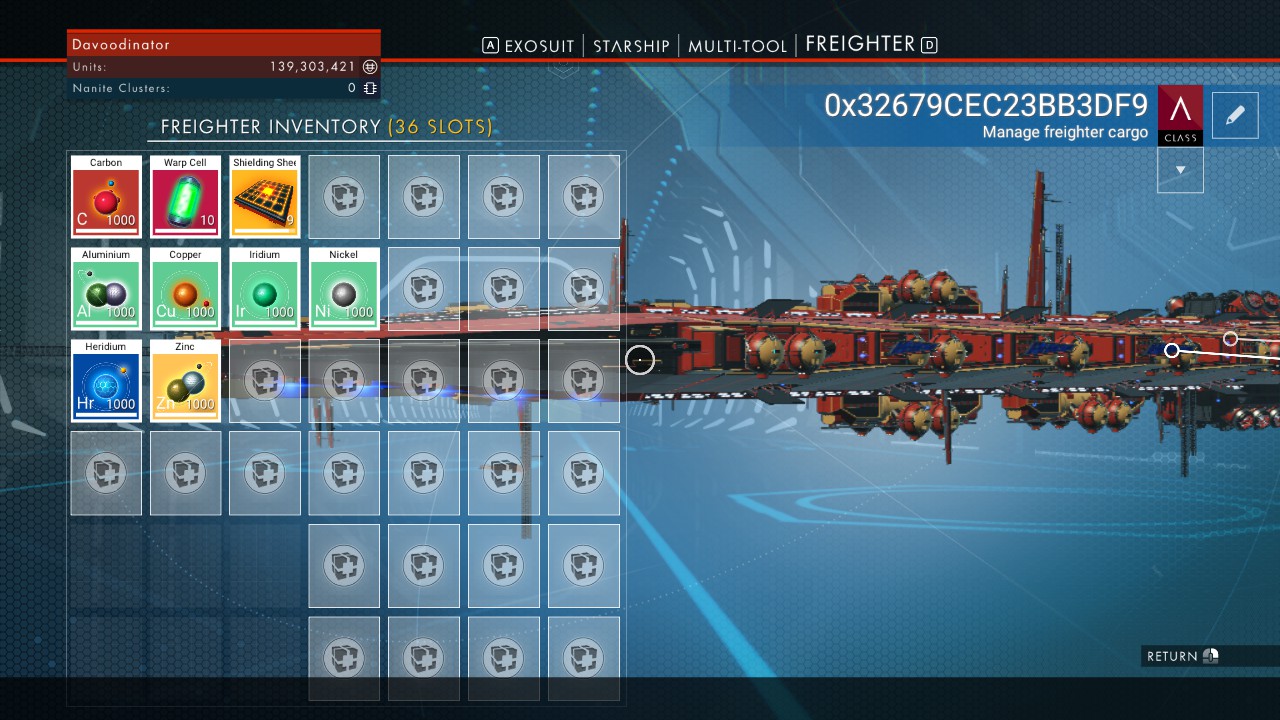 Davoodinator
Units: 139,303,421
Nanite Clusters: 0
A EXOSUIT STARSHIP MULTI-TOOL FREIGHTER D
0x32679CEC23BB3DF9
Manage freighter cargo
CLASS
FREIGHTER INVENTORY (36 SLOTS)
Carbon Warp Cell Shielding Shee
C 1000 10 9
Aluminium Copper Iridium Nickel
Al 1000 Cu 1000 Ir 1000 Ni 1000
Heridium Zinc
Hr 1000 Zn 1000
RETURN